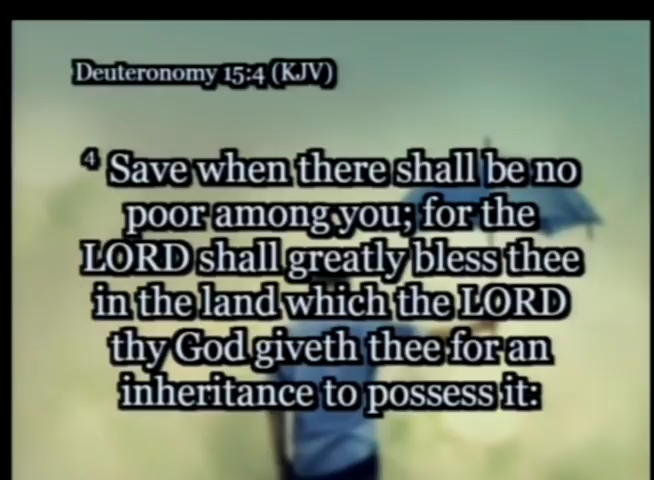 Deuteronomy 15:4 (KJV)
4 Save when there shall be no
poor among you; for the
LORD shall greatly bless thee
in the land which the LORD
thy God giveth thee for an
inheritance to possess it: